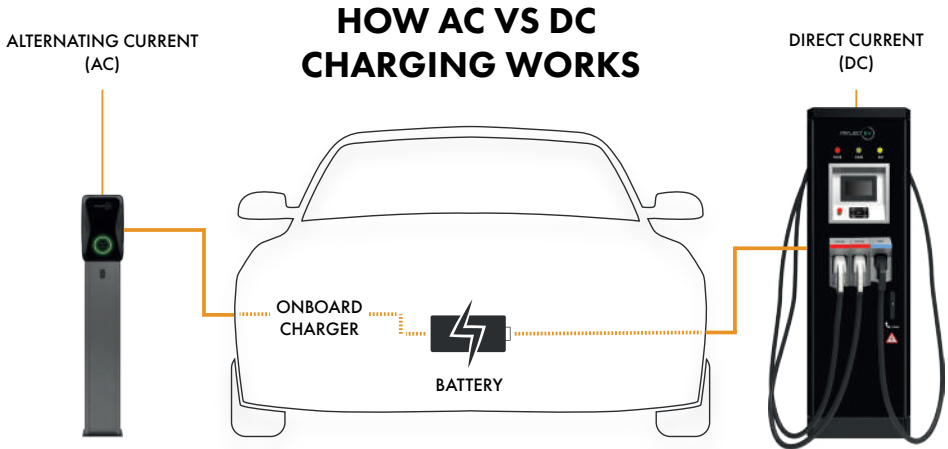 HOW AC VS DC
CHARGING WORKS
ALTERNATING CURRENT
(AC)
DIRECT CURRENT
(DC)
ONBOARD
CHARGER
BATTERY